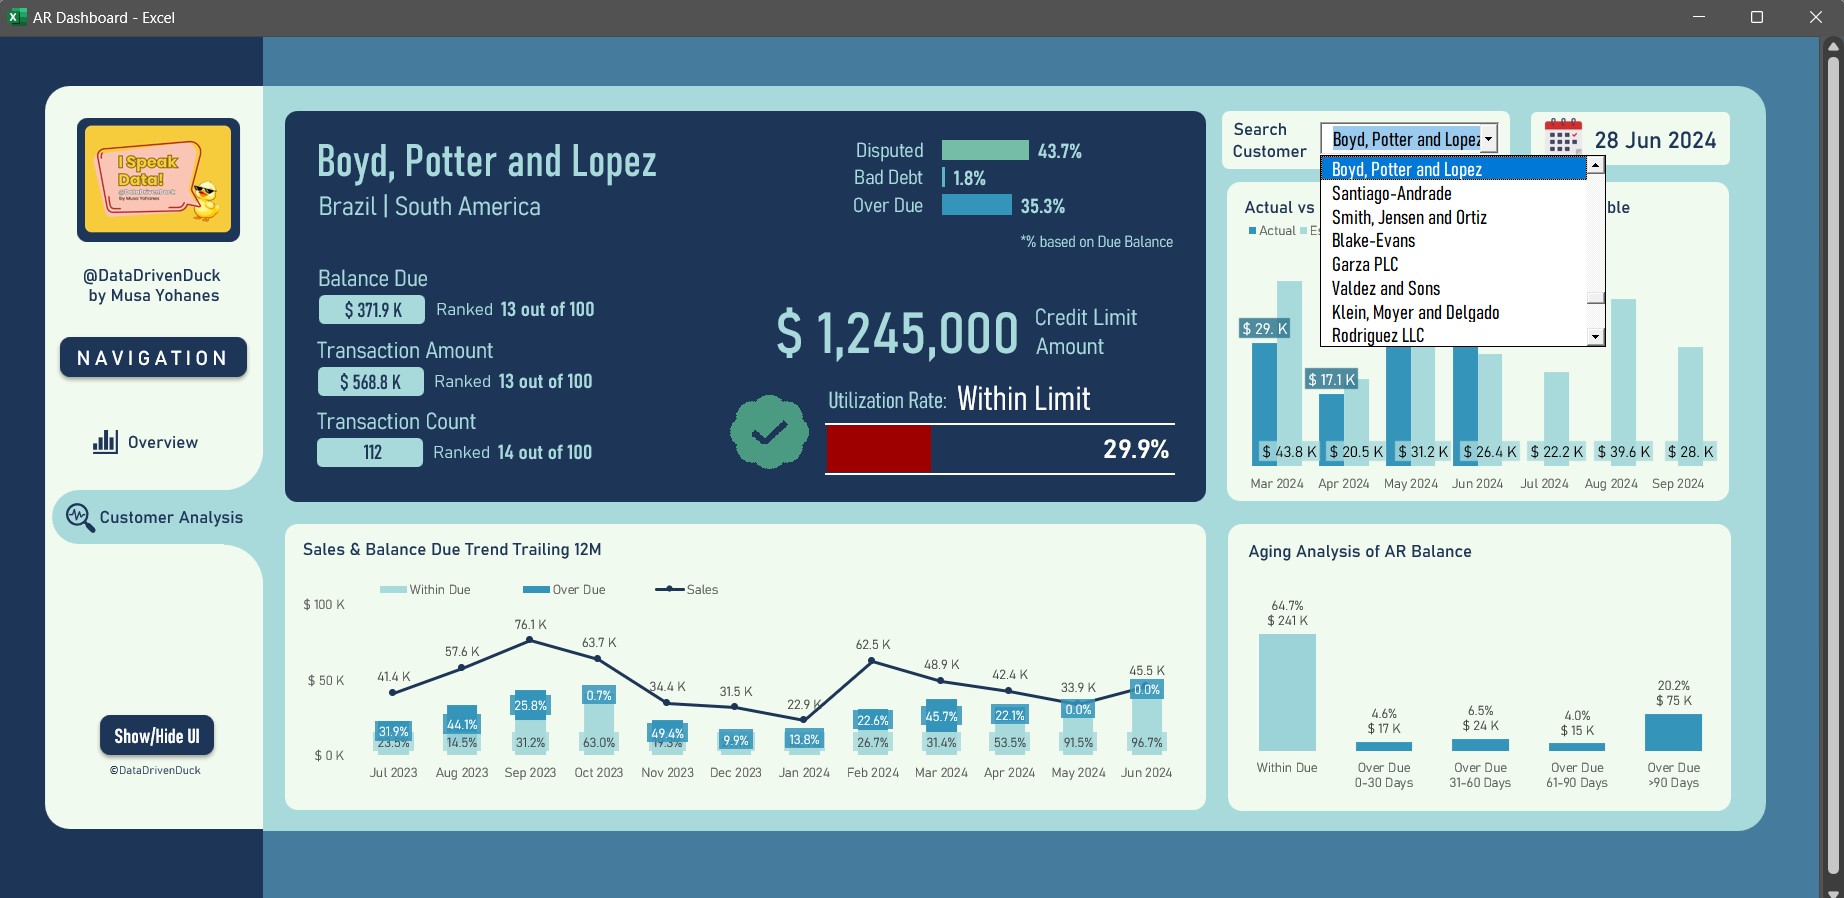 AR Dashboard - Excel
I Speak
Data!
@DataDrivenDuck
by Musa Yohanes
@DataDrivenDuck
by Musa Yohanes
NAVIGATION
Overview
Customer Analysis
Show/Hide UI
©DataDrivenDuck
Boyd, Potter and Lopez
Brazil | South America
Disputed 43.7%
Bad Debt 1.8%
Over Due 35.3%
*% based on Due Balance
Balance Due
$ 371.9 K Ranked 13 out of 100
Transaction Amount
$ 568.8 K Ranked 13 out of 100
Transaction Count
112 Ranked 14 out of 100
$ 1,245,000 Credit Limit
Amount
Utilization Rate: Within Limit
29.9%
Search
Customer
Boyd, Potter and Lopez
28 Jun 2024
Boyd, Potter and Lopez
Santiago-Andrade
Smith, Jensen and Ortiz
Blake-Evans
Garza PLC
Valdez and Sons
Klein, Moyer and Delgado
Rodriguez LLC
Actual vs
ble
Actual Es
$ 29. K
$ 17.1 K
$ 43.8 K $ 20.5 K $ 31.2 K $ 26.4 K $ 22.2 K $ 39.6 K $ 28. K
Mar 2024 Apr 2024 May 2024 Jun 2024 Jul 2024 Aug 2024 Sep 2024
Sales & Balance Due Trend Trailing 12M
Within Due Over Due Sales
$ 100 K
$ 50 K
$ 0 K
41.4 K 57.6 K 76.1 K 63.7 K 34.4 K 31.5 K 22.9 K 62.5 K 48.9 K 42.4 K 33.9 K 45.5 K
31.9% 44.1% 25.8% 0.7% 49.4% 9.9% 13.8% 22.6% 45.7% 22.1% 0.0% 0.0%
23.5% 14.5% 31.2% 63.0% 19.3% 26.7% 31.4% 53.5% 91.5% 96.7%
Jul 2023 Aug 2023 Sep 2023 Oct 2023 Nov 2023 Dec 2023 Jan 2024 Feb 2024 Mar 2024 Apr 2024 May 2024 Jun 2024
Aging Analysis of AR Balance
64.7%
$ 241 K
4.6%
$ 17 K
6.5%
$ 24 K
4.0%
$ 15 K
20.2%
$ 75 K
Within Due
Over Due
0-30 Days
Over Due
31-60 Days
Over Due
61-90 Days
Over Due
>90 Days